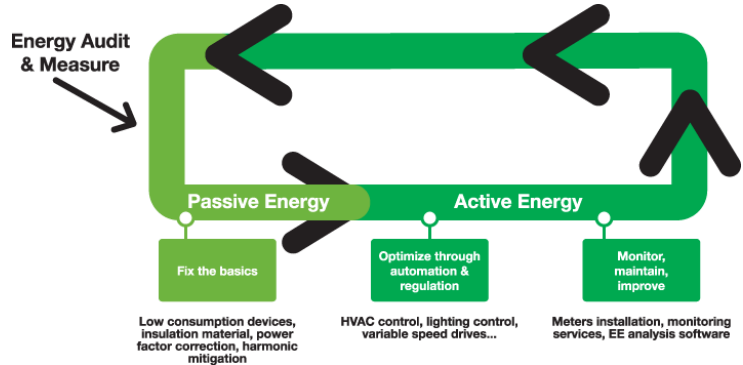 Energy Audit
& Measure
Passive Energy
Active Energy
Fix the basics
Optimize through
automation &
regulation
Monitor,
maintain,
improve
Low consumption devices,
insulation material, power
factor correction, harmonic
mitigation
HVAC control, lighting control,
variable speed drives...
Meters installation, monitoring
services, EE analysis software